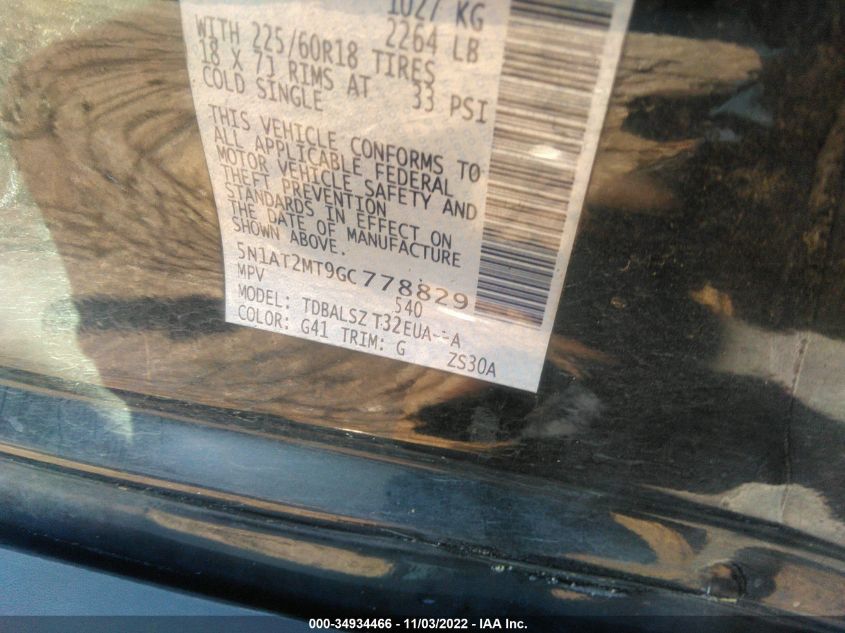 1027 KG
2264 LB
WITH 225/60R18 TIRES
18 X 7J RIMS AT 33 PSI
COLD SINGLE
THIS VEHICLE CONFORMS TO
ALL APPLICABLE FEDERAL
MOTOR VEHICLE SAFETY AND
THEFT PREVENTION
STANDARDS IN EFFECT ON
THE DATE OF MANUFACTURE
SHOWN ABOVE.
5N1AT2MT9GC778829
MPV 540
MODEL: TDBALSZ T32EUA--A
COLOR: G41 TRIM: G ZS30A
000-34934466 - 11/03/2022 - IAA Inc.